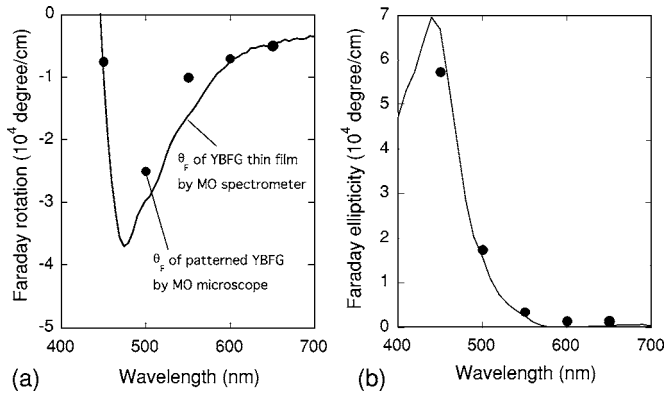 0
-1
-2
-3
-4
-5
400 500 600 700
Faraday rotation (10⁴ degree/cm)
Wavelength (nm)
θF of YBFG thin film
by MO spectrometer
θF of patterned YBFG
by MO microscope
(a)
7
6
5
4
3
2
1
0
400 500 600 700
Faraday ellipticity (10⁴ degree/cm)
Wavelength (nm)
(b)